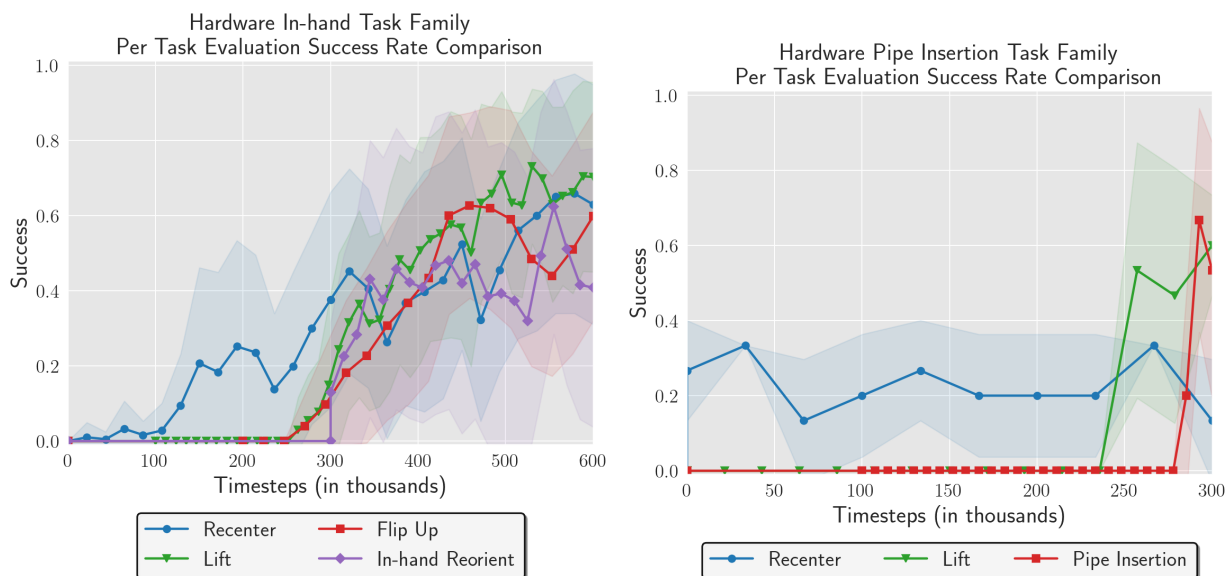 Hardware In-hand Task Family
Per Task Evaluation Success Rate Comparison
1.0
0.8
0.6
0.4
0.2
0.0
Success
0 100 200 300 400 500 600
Timesteps (in thousands)
Recenter Flip Up
Lift In-hand Reorient
Hardware Pipe Insertion Task Family
Per Task Evaluation Success Rate Comparison
1.0
0.8
0.6
0.4
0.2
0.0
Success
0 50 100 150 200 250 300
Timesteps (in thousands)
Recenter Lift Pipe Insertion